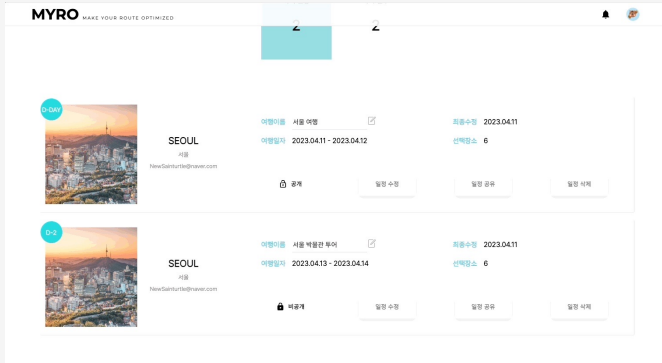 MYRO MAKE YOUR ROUTE OPTIMIZED
2 2
D-DAY
여행이름 서울 여행 최종수정 2023.04.11
SEOUL 여행일자 2023.04.11 - 2023.04.12 선택장소 6
서울
NewSainturtle@naver.com
공개 일정 수정 일정 공유 일정 삭제
D-2
여행이름 서울 박물관 투어 최종수정 2023.04.11
SEOUL 여행일자 2023.04.13 - 2023.04.14 선택장소 6
서울
NewSainturtle@naver.com
비공개 일정 수정 일정 공유 일정 삭제